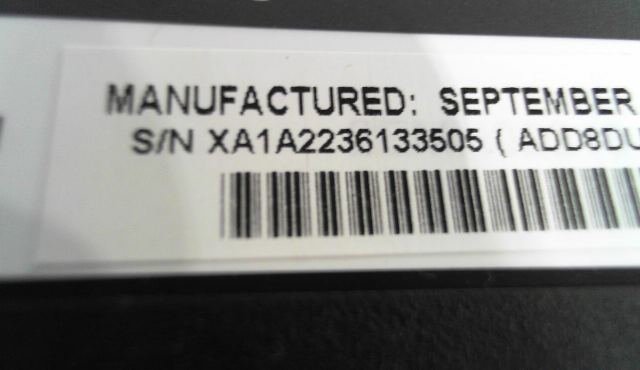 MANUFACTURED: SEPTEMBER
S/N XA1A2236133505 ( ADD8DU